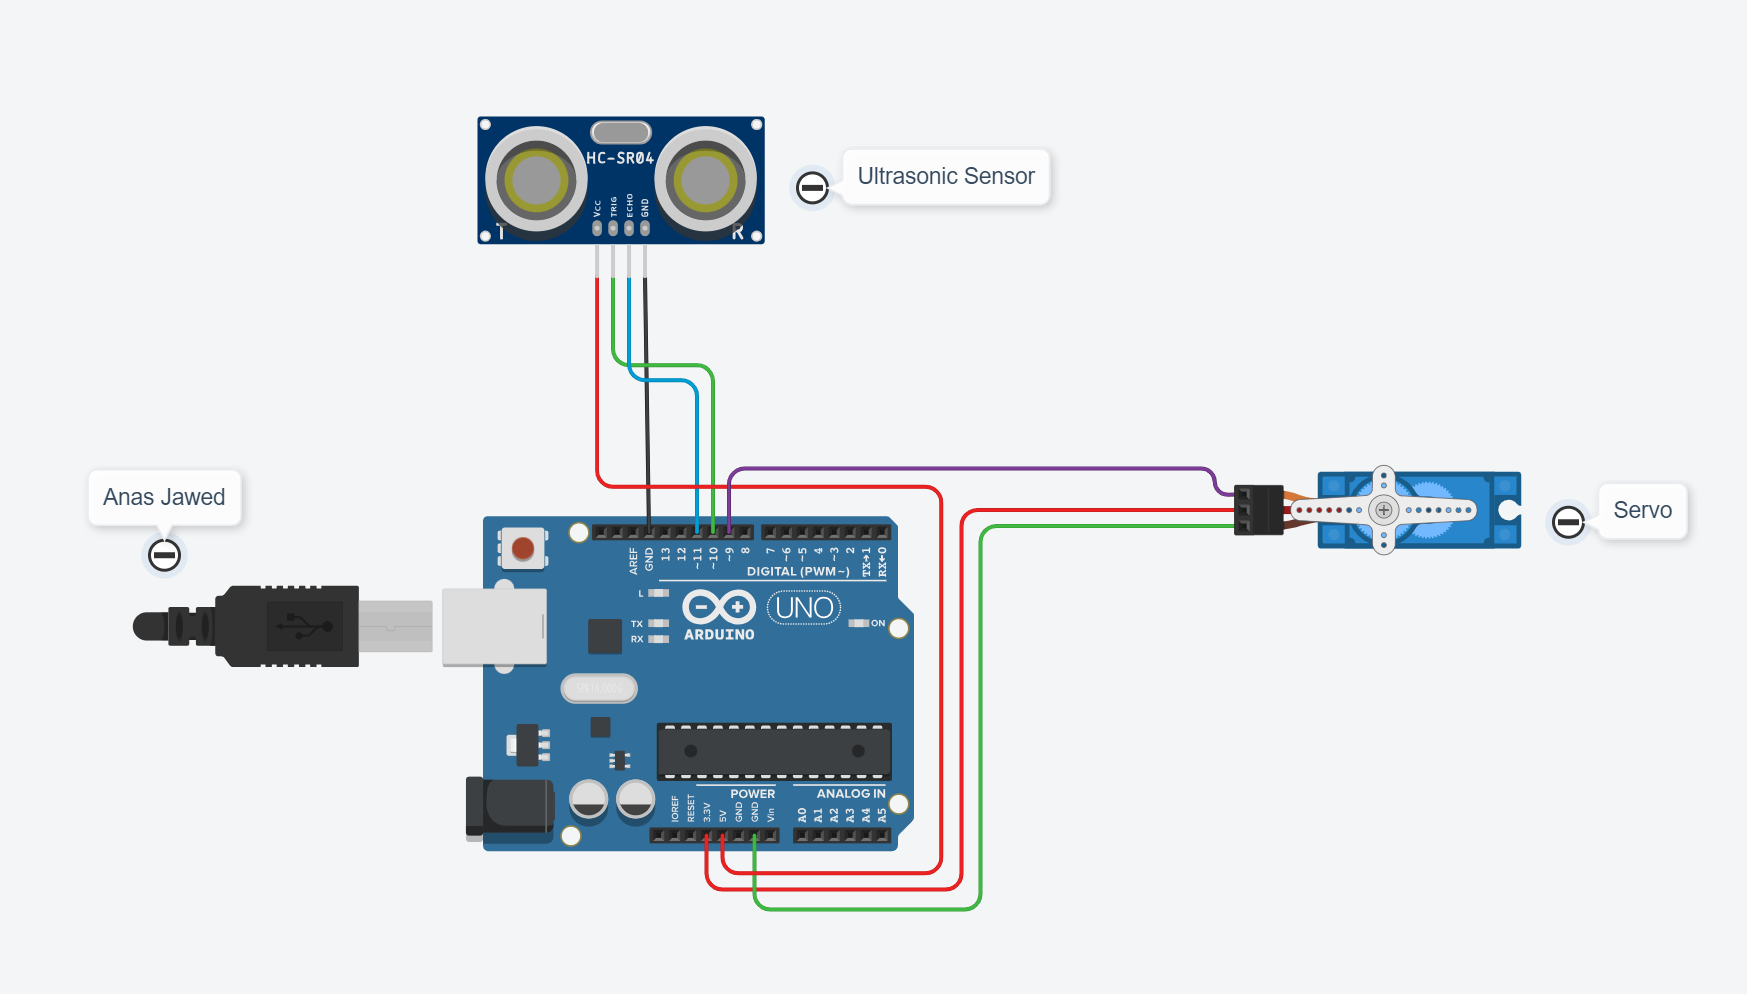 HC-SR04
VCC
TRIG
ECHO
GND
T
R
Ultrasonic Sensor
Anas Jawed
Servo
AREF
GND
13
12
~11
~10
~9
8
7
~6
~5
4
~3
2
TX→1
RX←0
DIGITAL (PWM~)
L
TX
RX
ARDUINO
UNO
ON
POWER
ANALOG IN
IOREF
RESET
3.3V
5V
GND
GND
Vin
A0
A1
A2
A3
A4
A5